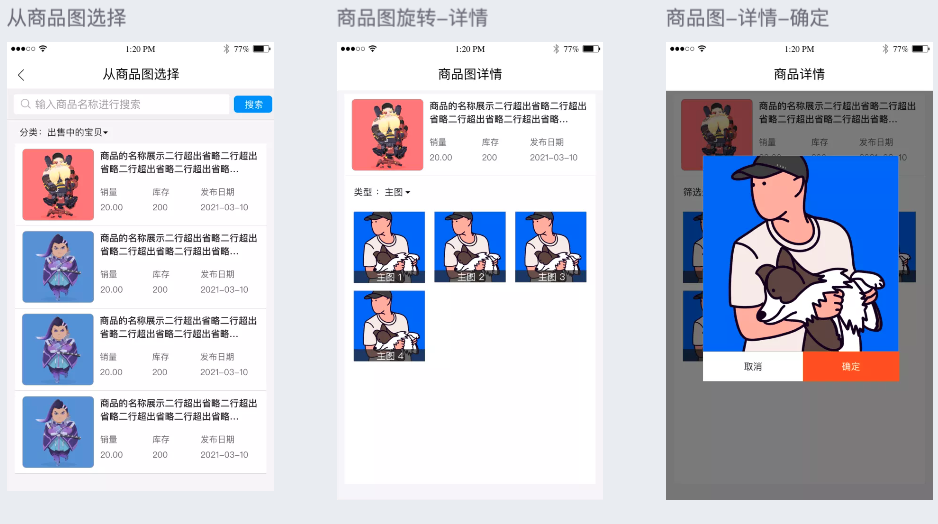 从商品图选择
1:20 PM
77%
从商品图选择
输入商品名称进行搜索
搜索
分类: 出售中的宝贝
商品的名称展示二行超出省略二行超出
省略二行超出省略二行超出省略...
销量 库存 发布日期
20.00 200 2021-03-10
商品的名称展示二行超出省略二行超出
省略二行超出省略二行超出省略...
销量 库存 发布日期
20.00 200 2021-03-10
商品的名称展示二行超出省略二行超出
省略二行超出省略二行超出省略...
销量 库存 发布日期
20.00 200 2021-03-10
商品的名称展示二行超出省略二行超出
省略二行超出省略二行超出省略...
销量 库存 发布日期
20.00 200 2021-03-10
商品图旋转-详情
1:20 PM
77%
商品图详情
商品的名称展示二行超出省略二行超出
省略二行超出省略二行超出省略...
销量 库存 发布日期
20.00 200 2021-03-10
类型 : 主图
主图 1
主图 2
主图 3
主图 4
商品图-详情-确定
1:20 PM
77%
商品详情
商品的名称展示二行超出省略二行超出
省略二行超出省略二行超出省略...
销量 库存 发布日期
20.00 200 2021-03-10
筛选
取消
确定